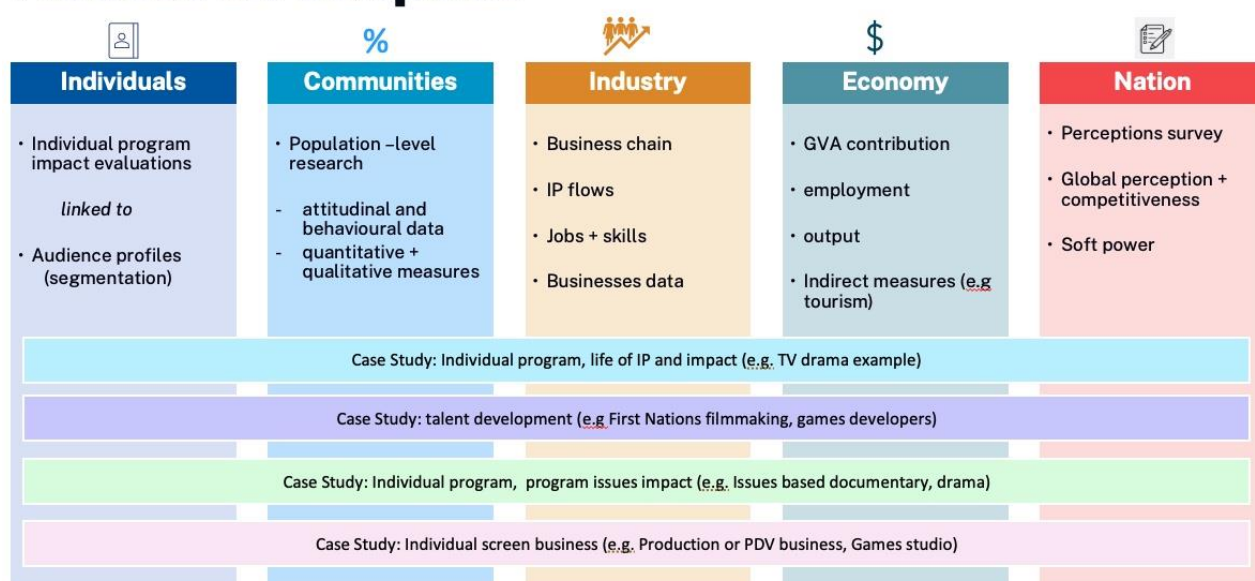 %
$
Individuals
Communities
Industry
Economy
Nation
• Individual program
impact evaluations
linked to
• Audience profiles
(segmentation)
• Population –level
research
- attitudinal and
behavioural data
- quantitative +
qualitative measures
• Business chain
• IP flows
• Jobs + skills
• Businesses data
• GVA contribution
• employment
• output
• Indirect measures (e.g
tourism)
• Perceptions survey
• Global perception +
competitiveness
• Soft power
Case Study: Individual program, life of IP and impact (e.g. TV drama example)
Case Study: talent development (e.g First Nations filmmaking, games developers)
Case Study: Individual program,  program issues impact (e.g. Issues based documentary, drama)
Case Study: Individual screen business (e.g. Production or PDV business, Games studio)